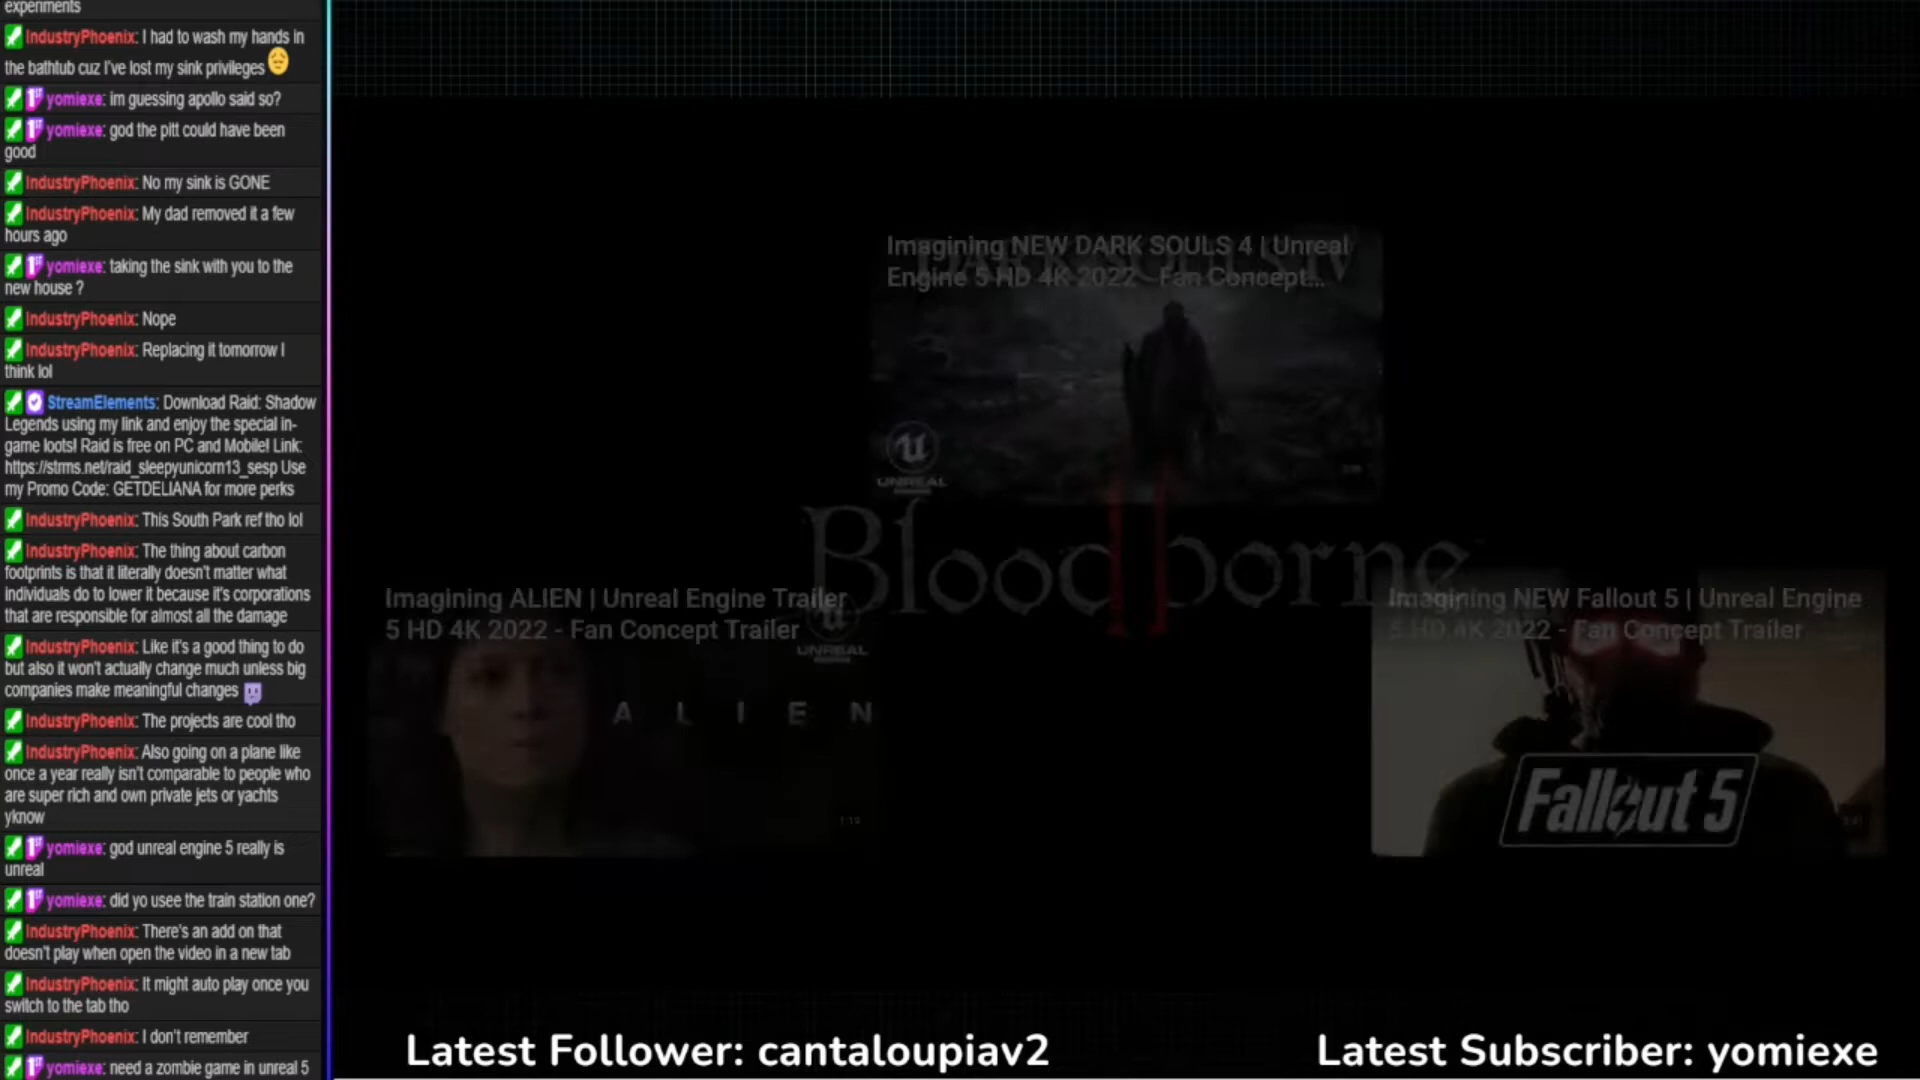 experiments
IndustryPhoenix: I had to wash my hands in
the bathtub cuz I've lost my sink privileges
yomiexe: im guessing apollo said so?
yomiexe: god the pitt could have been
good
IndustryPhoenix: No my sink is GONE
IndustryPhoenix: My dad removed it a few
hours ago
yomiexe: taking the sink with you to the
new house ?
IndustryPhoenix: Nope
IndustryPhoenix: Replacing it tomorrow I
think lol
StreamElements: Download Raid: Shadow
Legends using my link and enjoy the special in-
game loots! Raid is free on PC and Mobile! Link:
https://strms.net/raid_sleepyunicorn13_sesp Use
my Promo Code: GETDELIANA for more perks
IndustryPhoenix: This South Park ref tho lol
IndustryPhoenix: The thing about carbon
footprints is that it literally doesn't matter what
individuals do to lower it because it's corporations
that are responsible for almost all the damage
IndustryPhoenix: Like it's a good thing to do
but also it won't actually change much unless big
companies make meaningful changes
IndustryPhoenix: The projects are cool tho
IndustryPhoenix: Also going on a plane like
once a year really isn't comparable to people who
are super rich and own private jets or yachts
yknow
yomiexe: god unreal engine 5 really is
unreal
yomiexe: did yo usee the train station one?
IndustryPhoenix: There's an add on that
doesn't play when open the video in a new tab
IndustryPhoenix: It might auto play once you
switch to the tab tho
IndustryPhoenix: I don't remember
yomiexe: need a zombie game in unreal 5
Imagining NEW DARK SOULS 4 | Unreal
Engine 5 HD 4K 2022 - Fan Concept...
DARK SOULS IV
UNREAL
Bloodborne
II
Imagining ALIEN | Unreal Engine Trailer
5 HD 4K 2022 - Fan Concept Trailer
UNREAL
ALIEN
1:19
Imagining NEW Fallout 5 | Unreal Engine
5 HD 4K 2022 - Fan Concept Trailer
Fallout 5
Latest Follower: cantaloupiav2
Latest Subscriber: yomiexe